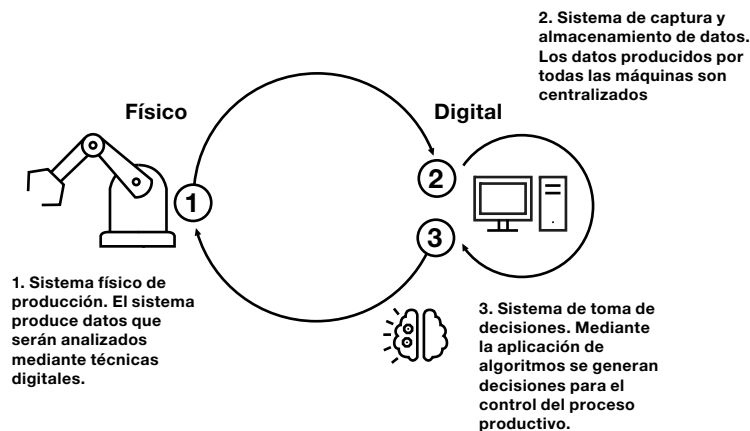 2. Sistema de captura y
almacenamiento de datos.
Los datos producidos por
todas las máquinas son
centralizados
Físico
Digital
2
1
3
1. Sistema físico de
producción. El sistema
produce datos que
serán analizados
mediante técnicas
digitales.
3. Sistema de toma de
decisiones. Mediante
la aplicación de
algoritmos se generan
decisiones para el
control del proceso
productivo.